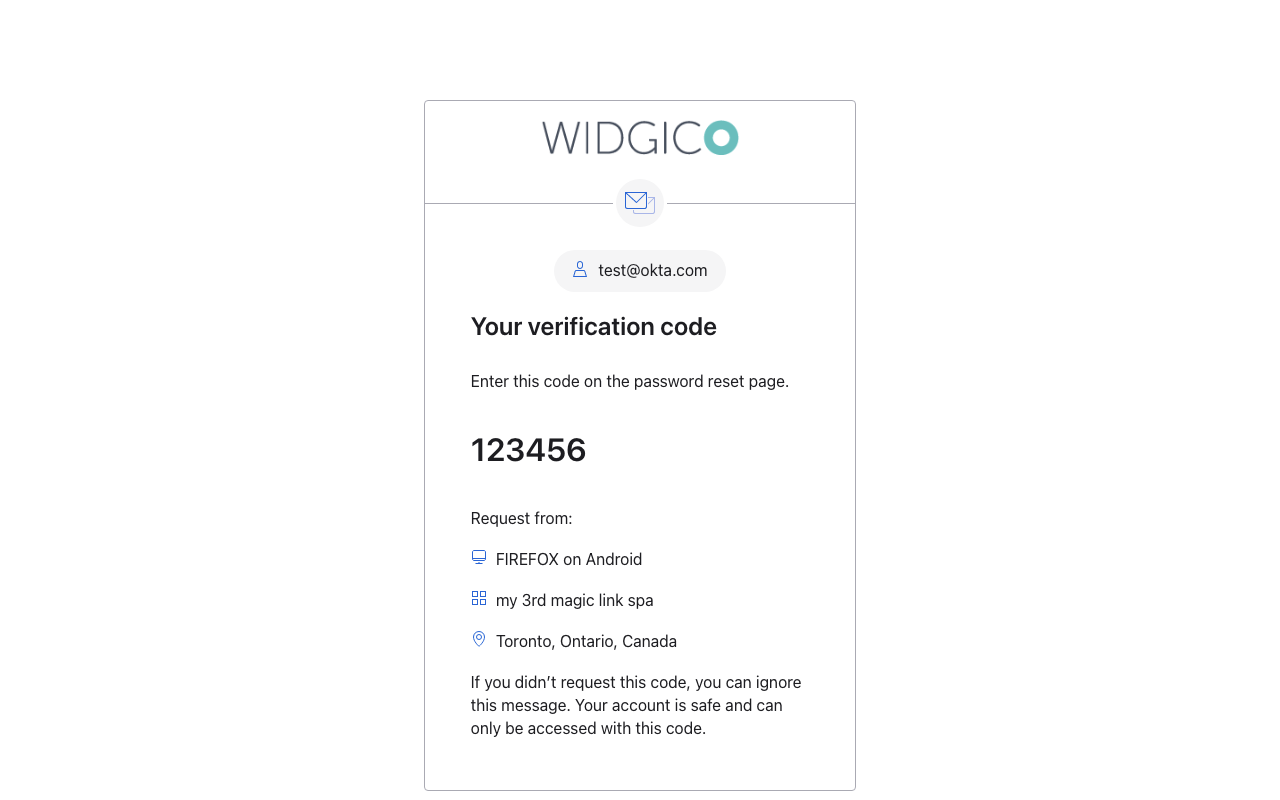 WIDGICO
test@okta.com
Your verification code
Enter this code on the password reset page.
123456
Request from:
FIREFOX on Android
my 3rd magic link spa
Toronto, Ontario, Canada
If you didn’t request this code, you can ignore
this message. Your account is safe and can
only be accessed with this code.